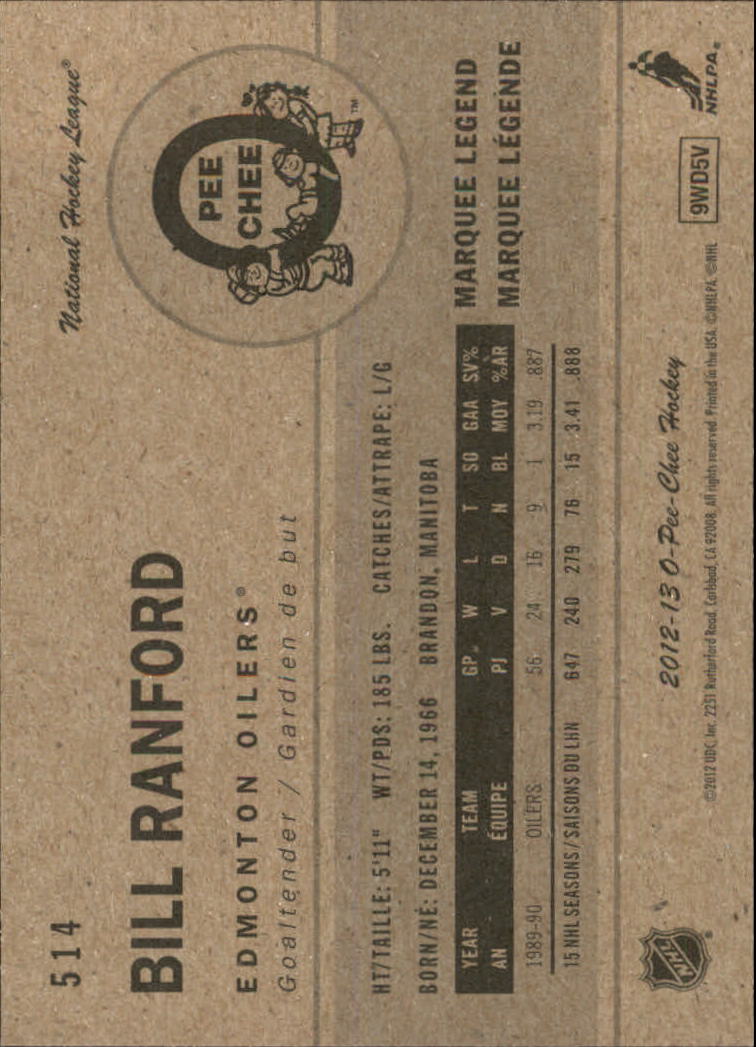 514
National Hockey League®
BILL RANFORD
PEE
CHEE
™
EDMONTON OILERS®
Goaltender / Gardien de but
HT/TAILLE: 5'11" WT/PDS: 185 LBS. CATCHES/ATTRAPE: L/G
BORN/NÉ: DECEMBER 14, 1966 BRANDON, MANITOBA
MARQUEE LEGEND
MARQUEE LÉGENDE
YEAR TEAM GP W L T SO GAA SV%
AN ÉQUIPE PJ V D N BL MOY %AR
1989-90 OILERS 56 24 16 9 1 3.19 .887
15 NHL SEASONS/SAISONS DU LHN 647 240 279 76 15 3.41 .888
NHL
2012-13 O-Pee-Chee Hockey
9WD5V
NHLPA®
©2012 UDC, Inc. 2251 Rutherford Road, Carlsbad, CA 92008. All rights reserved. Printed in the USA. ©NHLPA. ©NHL